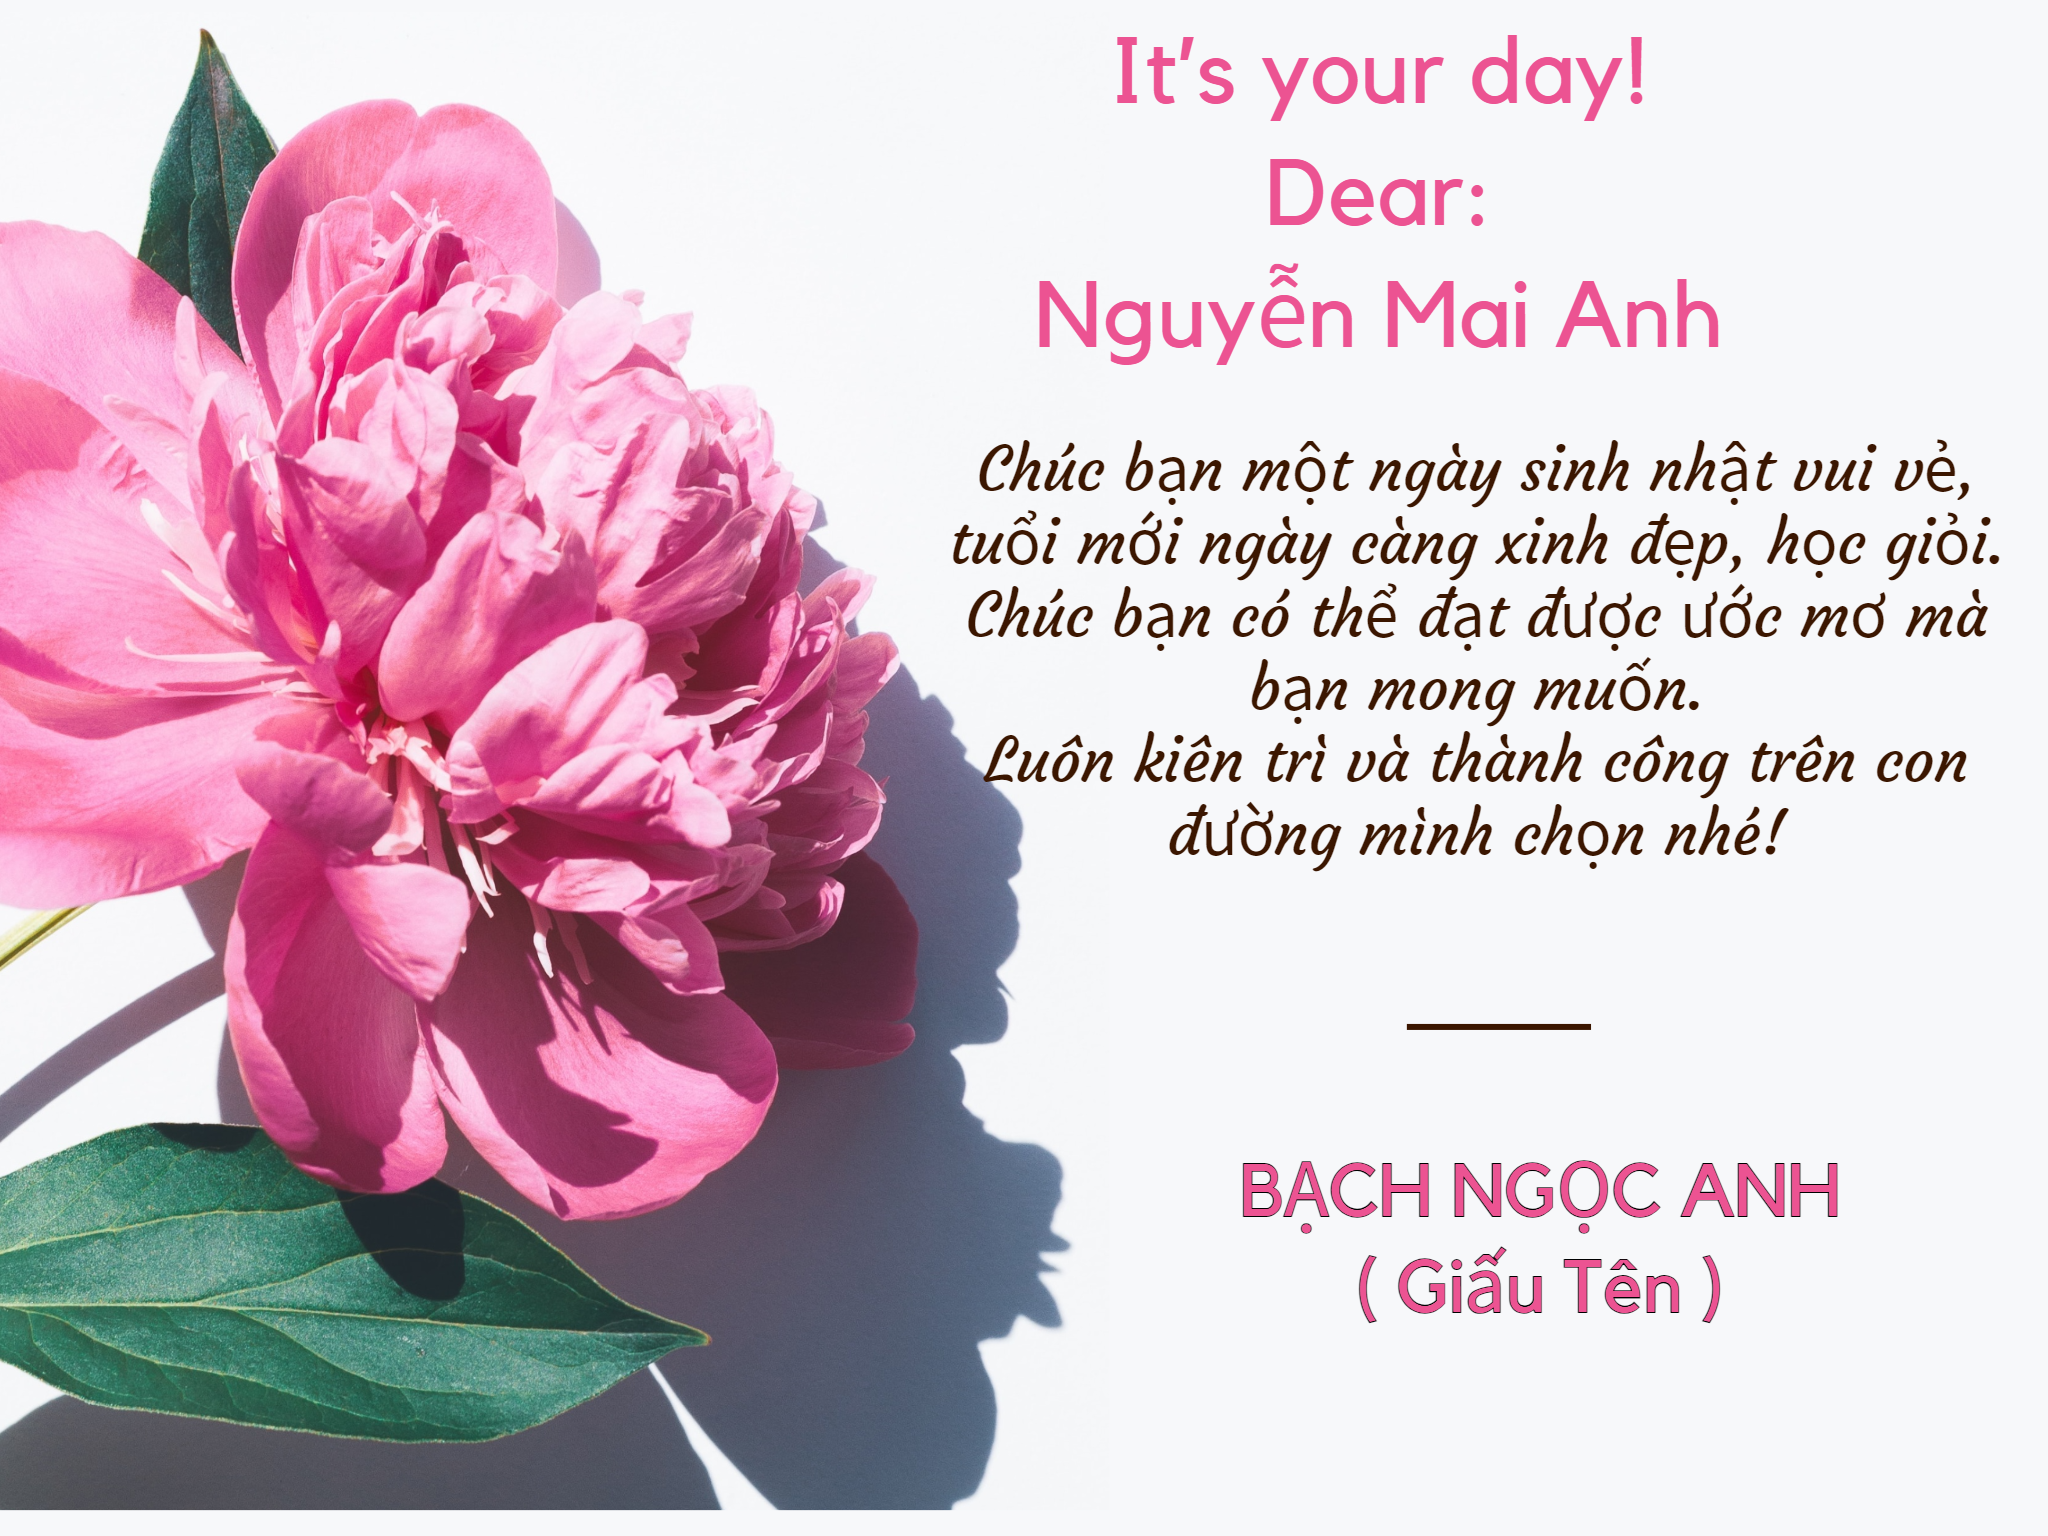 It's your day!
Dear:
Nguyễn Mai Anh
Chúc bạn một ngày sinh nhật vui vẻ,
tuổi mới ngày càng xinh đẹp, học giỏi.
Chúc bạn có thể đạt được ước mơ mà
bạn mong muốn.
Luôn kiên trì và thành công trên con
đường mình chọn nhé!
BẠCH NGỌC ANH
( Giấu Tên )